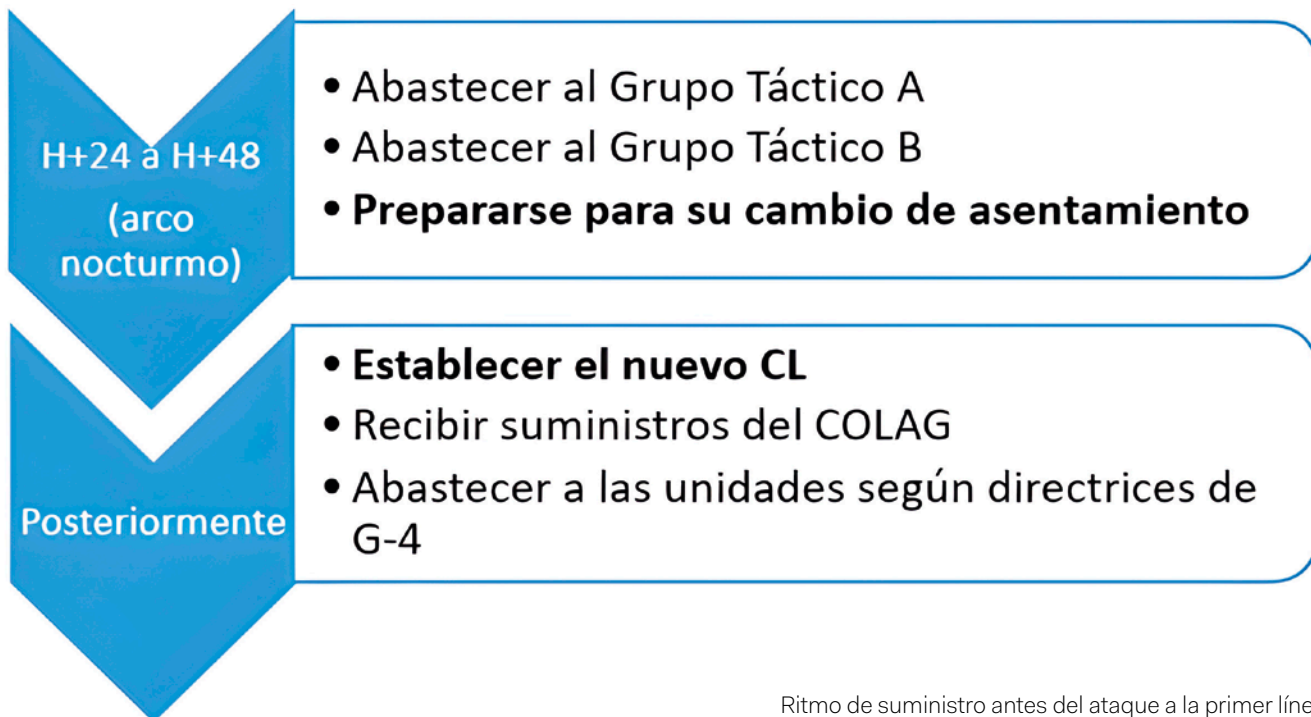 H+24 a H+48
(arco
nocturmo)
• Abastecer al Grupo Táctico A
• Abastecer al Grupo Táctico B
• Prepararse para su cambio de asentamiento
Posteriormente
• Establecer el nuevo CL
• Recibir suministros del COLAG
• Abastecer a las unidades según directrices de
G-4
Ritmo de suministro antes del ataque a la primer líne